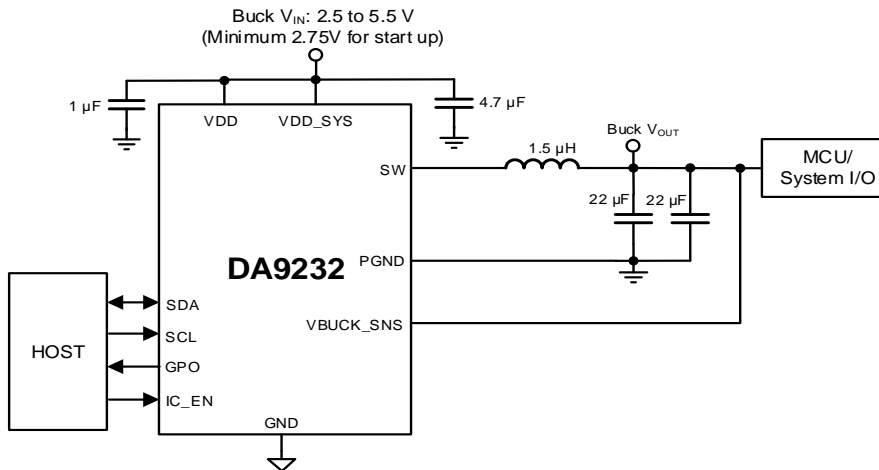 Buck VIN: 2.5 to 5.5 V
(Minimum 2.75V for start up)
1 µF
4.7 µF
VDD
VDD_SYS
Buck VOUT
1.5 µH
SW
MCU/
System I/O
22 µF
22 µF
DA9232
PGND
HOST
SDA
SCL
GPO
IC_EN
VBUCK_SNS
GND